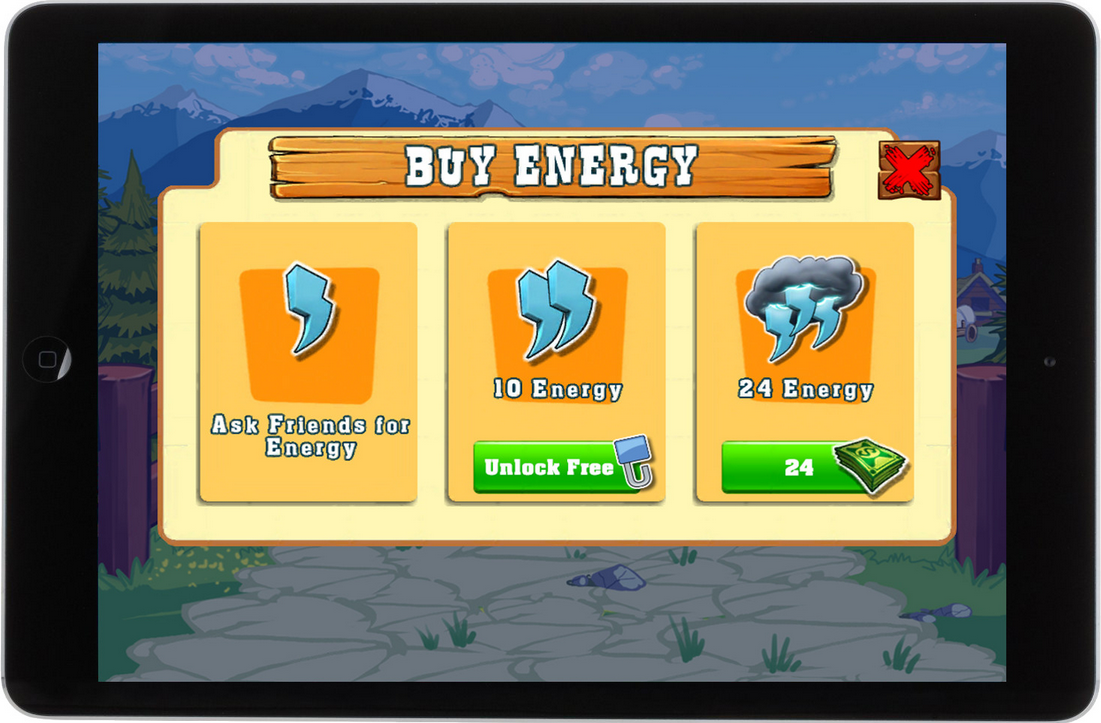 BUY ENERGY
Ask Friends for
Energy
10 Energy
Unlock Free
24 Energy
24